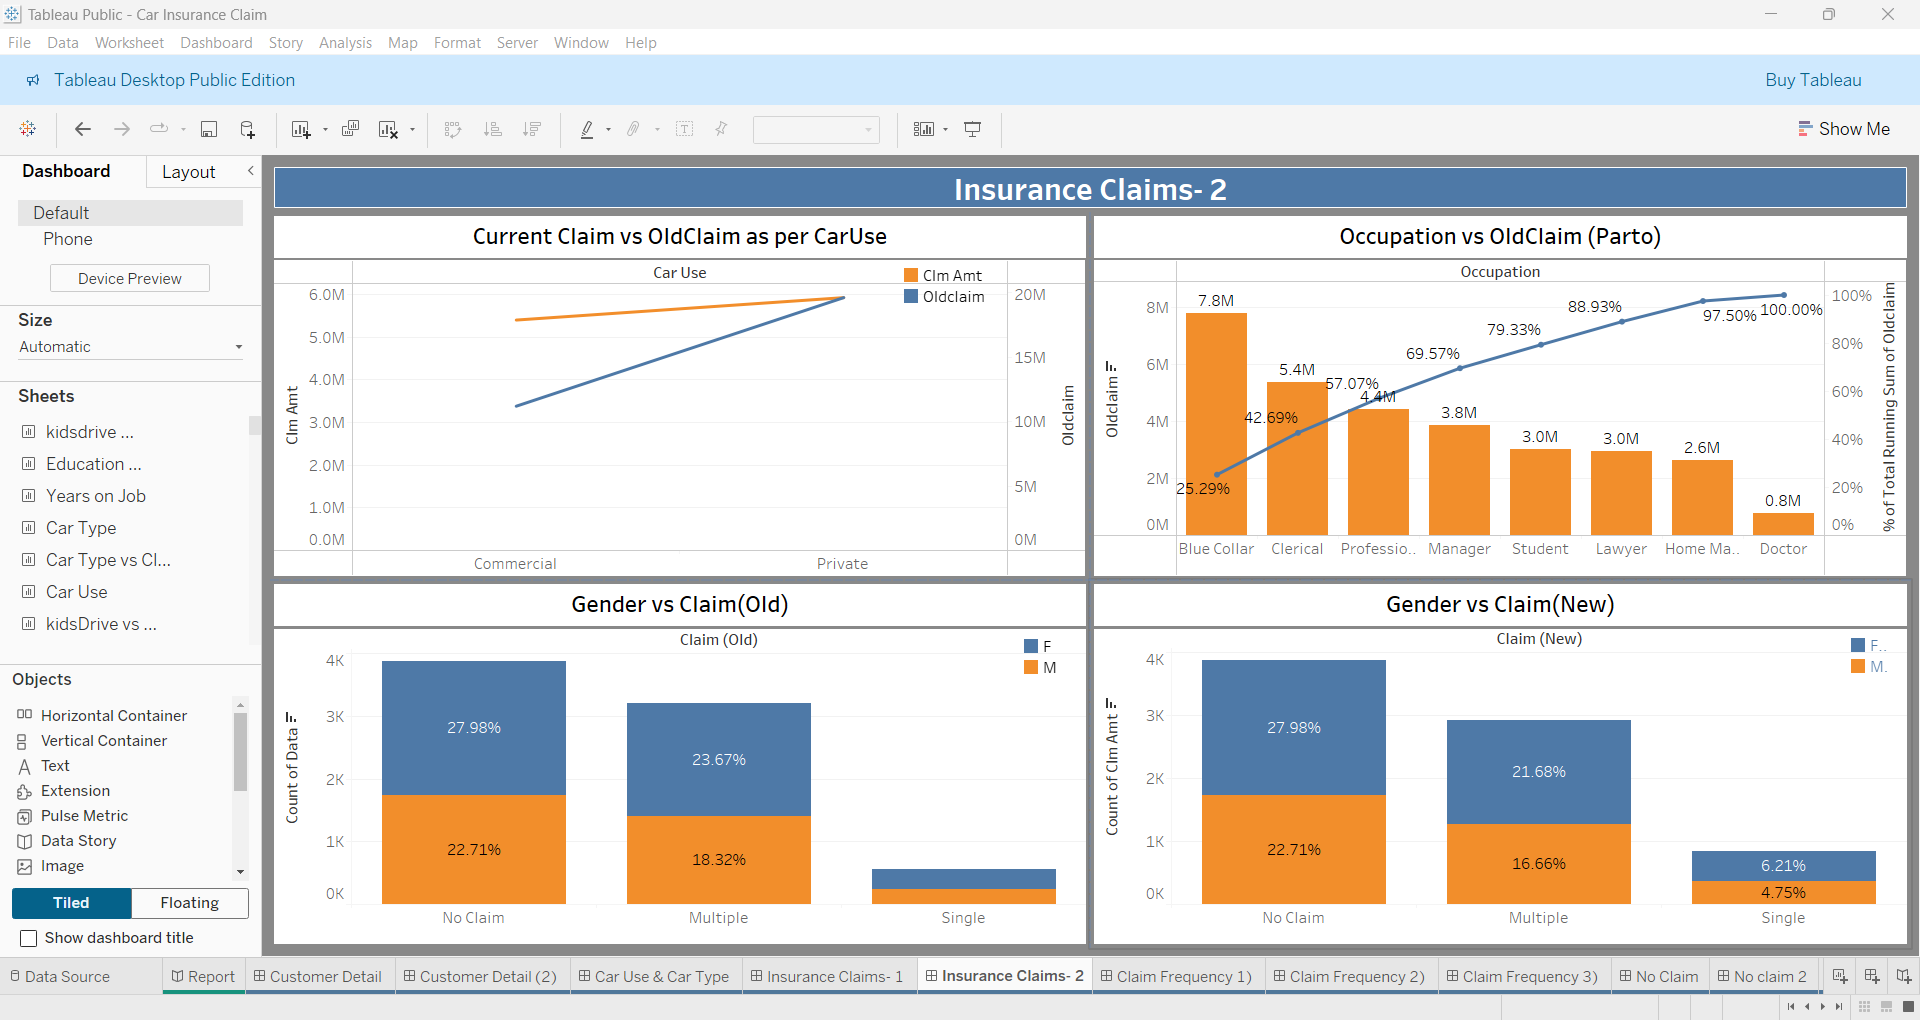 Tableau Public - Car Insurance Claim
File Data Worksheet Dashboard Story Analysis Map Format Server Window Help
Tableau Desktop Public Edition
Buy Tableau
Show Me
Dashboard
Layout
Default
Phone
Device Preview
Size
Automatic
Sheets
kidsdrive ...
Education ...
Years on Job
Car Type
Car Type vs Cl...
Car Use
kidsDrive vs ...
Objects
Horizontal Container
Vertical Container
Text
Extension
Pulse Metric
Data Story
Image
Tiled
Floating
Show dashboard title
Insurance Claims- 2
Current Claim vs OldClaim as per CarUse
Car Use
Clm Amt
Oldclaim
6.0M
5.0M
4.0M
3.0M
2.0M
1.0M
0.0M
Clm Amt
20M
15M
10M
5M
0M
Oldclaim
Commercial
Private
Occupation vs OldClaim (Parto)
Occupation
8M
6M
4M
2M
0M
Oldclaim
7.8M
5.4M
4.4M
3.8M
3.0M
3.0M
2.6M
0.8M
25.29%
42.69%
57.07%
69.57%
79.33%
88.93%
97.50%
100.00%
100%
80%
60%
40%
20%
0%
% of Total Running Sum of Oldclaim
Blue Collar
Clerical
Professio..
Manager
Student
Lawyer
Home Ma..
Doctor
Gender vs Claim(Old)
Claim (Old)
F
M
4K
3K
2K
1K
0K
Count of Data
27.98%
22.71%
23.67%
18.32%
No Claim
Multiple
Single
Gender vs Claim(New)
Claim (New)
F..
M.
4K
3K
2K
1K
0K
Count of Clm Amt
27.98%
22.71%
21.68%
16.66%
6.21%
4.75%
No Claim
Multiple
Single
Data Source
Report
Customer Detail
Customer Detail (2)
Car Use & Car Type
Insurance Claims- 1
Insurance Claims- 2
Claim Frequency 1)
Claim Frequency 2)
Claim Frequency 3)
No Claim
No claim 2